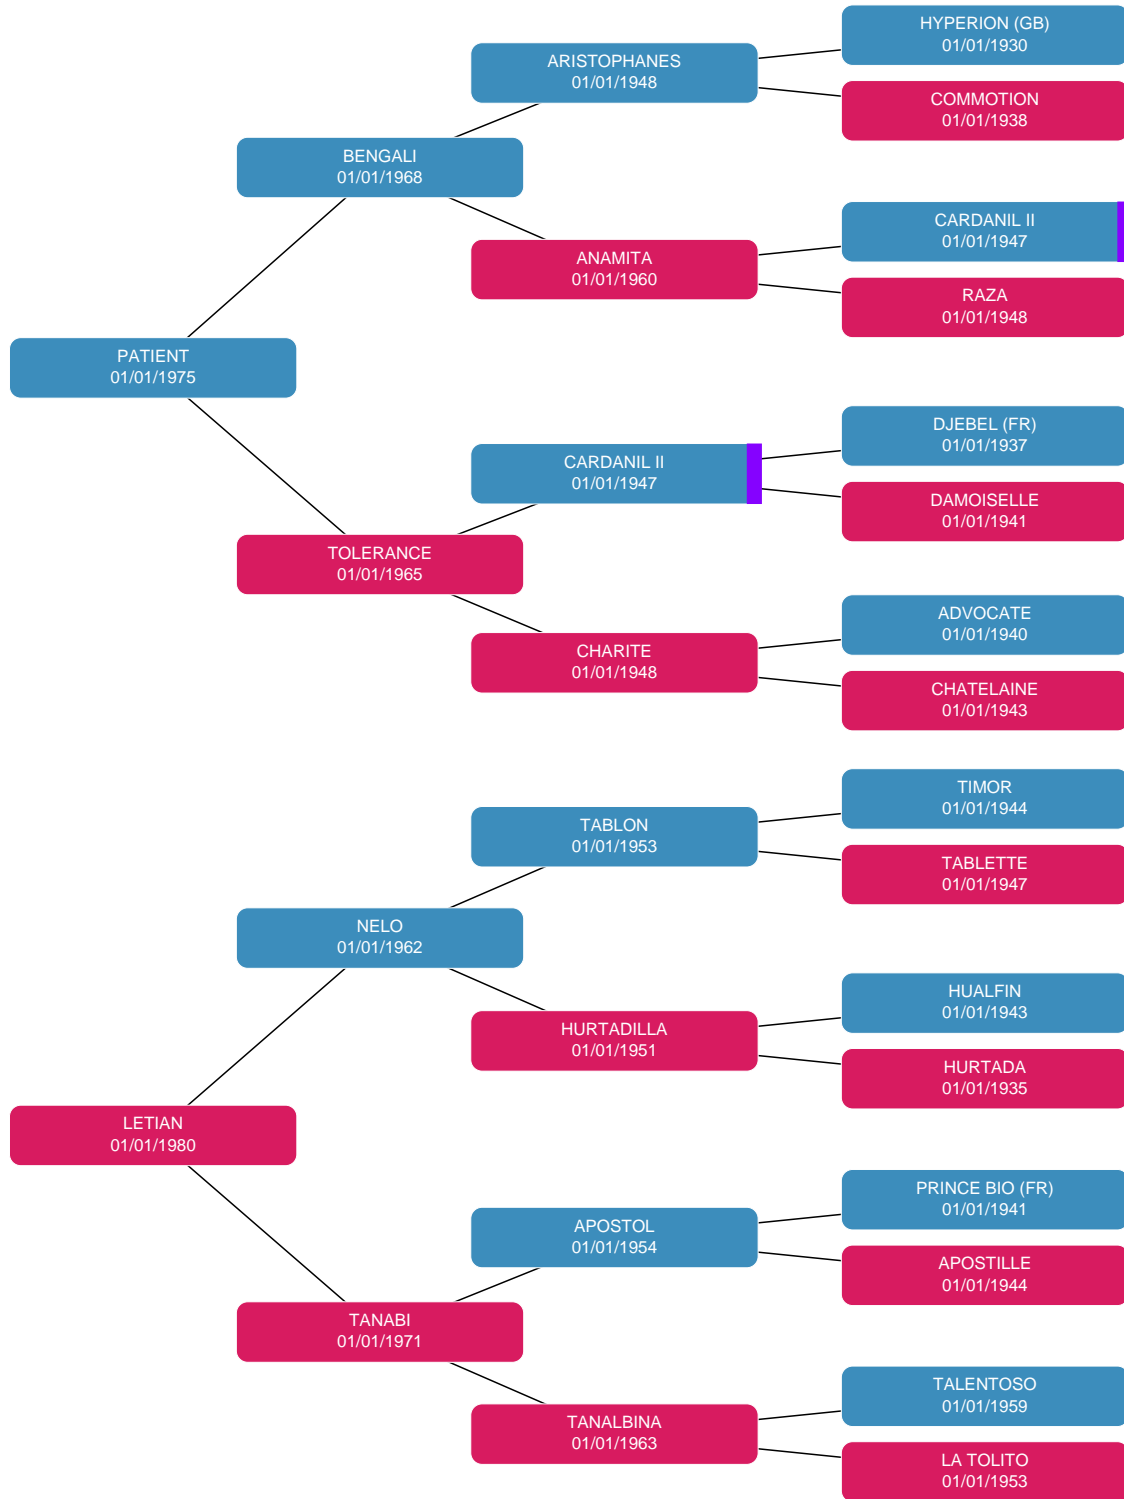 HYPERION (GB)
01/01/1930
ARISTOPHANES
01/01/1948
COMMOTION
01/01/1938
BENGALI
01/01/1968
CARDANIL II
01/01/1947
ANAMITA
01/01/1960
RAZA
01/01/1948
PATIENT
01/01/1975
DJEBEL (FR)
01/01/1937
CARDANIL II
01/01/1947
DAMOISELLE
01/01/1941
TOLERANCE
01/01/1965
ADVOCATE
01/01/1940
CHARITE
01/01/1948
CHATELAINE
01/01/1943
TIMOR
01/01/1944
TABLON
01/01/1953
TABLETTE
01/01/1947
NELO
01/01/1962
HUALFIN
01/01/1943
HURTADILLA
01/01/1951
HURTADA
01/01/1935
LETIAN
01/01/1980
PRINCE BIO (FR)
01/01/1941
APOSTOL
01/01/1954
APOSTILLE
01/01/1944
TANABI
01/01/1971
TALENTOSO
01/01/1959
TANALBINA
01/01/1963
LA TOLITO
01/01/1953